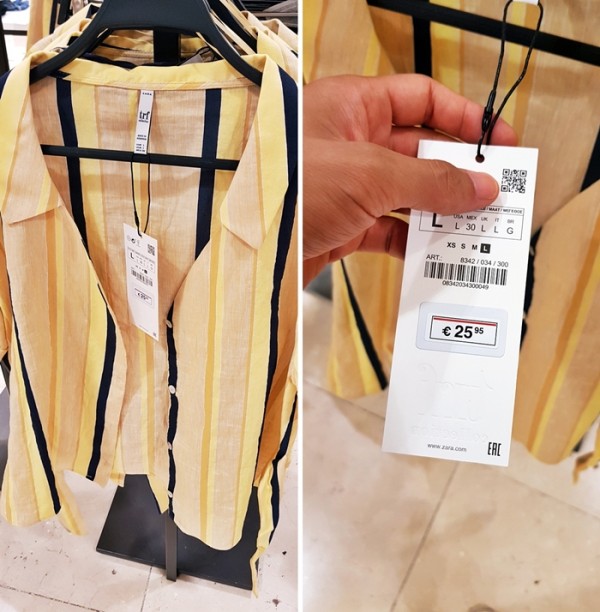 ZARA
trf
L
USA MEX UK IT BR
L 30 L L G
XS S M L
ART.: 8342 / 034 / 300
08342034300049
€ 25 95
www.zara.com
EAC